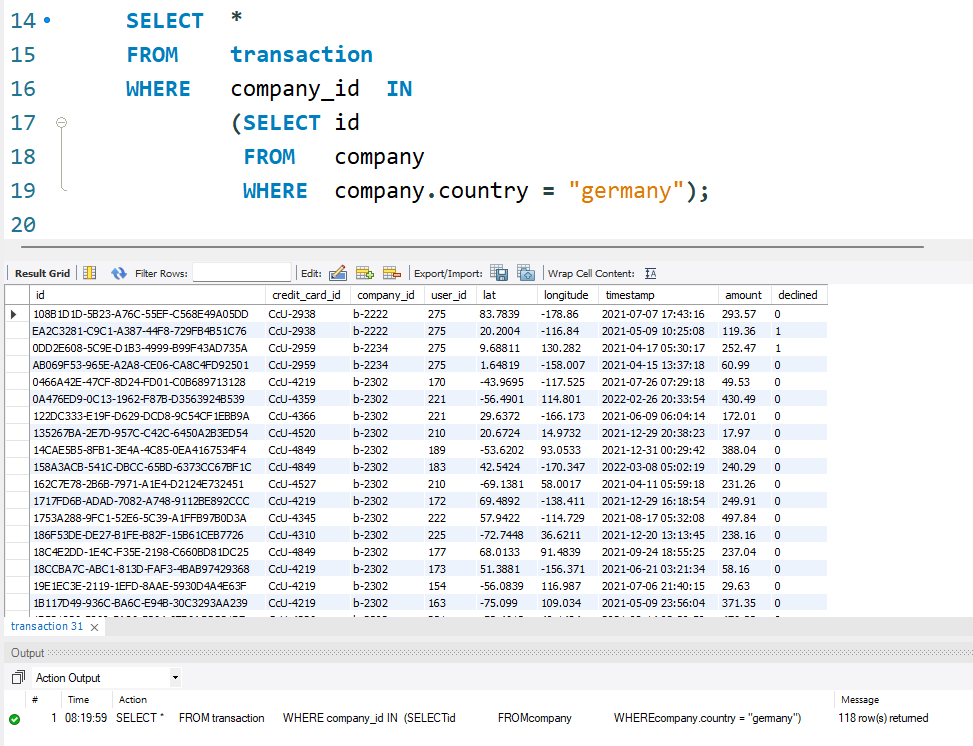 14 SELECT *
15 FROM transaction
16 WHERE company_id IN
17 (SELECT id
18 FROM company
19 WHERE company.country = "germany");
20
Result Grid Filter Rows: Edit: Export/Import: Wrap Cell Content: IA
id credit_card_id company_id user_id lat longitude timestamp amount declined
108B1D1D-5B23-A76C-55EF-C568E49A05DD CcU-2938 b-2222 275 83.7839 -178.86 2021-07-07 17:43:16 293.57 0
EA2C3281-C9C1-A387-44F8-729FB4B51C76 CcU-2938 b-2222 275 20.2004 -116.84 2021-05-09 10:25:08 119.36 1
0DD2E608-5C9E-D1B3-4999-B99F43AD735A CcU-2959 b-2234 275 9.68811 130.282 2021-04-17 05:30:17 252.47 1
AB069F53-965E-A2A8-CE06-CA8C4FD92501 CcU-2959 b-2234 275 1.64819 -158.007 2021-04-15 13:37:18 60.99 0
0466A42E-47CF-8D24-FD01-C0B689713128 CcU-4219 b-2302 170 -43.9695 -117.525 2021-07-26 07:29:18 49.53 0
0A476ED9-0C13-1962-F87B-D3563924B539 CcU-4359 b-2302 221 -56.4901 114.801 2022-02-26 20:33:54 430.49 0
122DC333-E19F-D629-DCD8-9C54CF1EBB9A CcU-4366 b-2302 221 29.6372 -166.173 2021-06-09 06:04:14 172.01 0
135267BA-2E7D-957C-C42C-6450A2B3ED54 CcU-4520 b-2302 210 20.6724 14.9732 2021-12-29 20:38:23 17.97 0
14CAE5B5-8FB1-3E4A-4C85-0EA4167534F4 CcU-4849 b-2302 189 -53.6202 93.0533 2021-12-31 00:29:42 388.04 0
158A3ACB-541C-DBCC-65BD-6373CC67BF1C CcU-4849 b-2302 183 42.5424 -170.347 2022-03-08 05:02:19 240.29 0
162C7E78-2B6B-7971-A1E4-D2124E732451 CcU-4527 b-2302 210 -69.1381 58.0017 2021-04-11 05:59:18 231.26 0
1717FD6B-ADAD-7082-A748-9112BE892CCC CcU-4219 b-2302 172 69.4892 -138.411 2021-12-29 16:18:54 249.91 0
1753A288-9FC1-52E6-5C39-A1FFB97B0D3A CcU-4345 b-2302 222 57.9422 -114.729 2021-08-17 05:32:08 497.84 0
186F53DE-DE27-B1FE-B82F-15B61CEB7726 CcU-4310 b-2302 225 -72.7448 36.6211 2021-12-20 13:13:45 238.16 0
18C4E2DD-1E4C-F35E-2198-C660BD81DC25 CcU-4849 b-2302 177 68.0133 91.4839 2021-09-24 18:55:25 237.04 0
18CCBA7C-ABC1-813D-FAF3-4BAB97429368 CcU-4219 b-2302 173 51.3881 -156.371 2021-06-21 03:21:34 58.16 0
19E1EC3E-2119-1EFD-8AAE-5930D4A4E63F CcU-4219 b-2302 154 -56.0839 116.987 2021-07-06 21:40:15 29.63 0
1B117D49-936C-BA6C-E94B-30C3293AA239 CcU-4219 b-2302 163 -75.099 109.034 2021-05-09 23:56:04 371.35 0
transaction 31
Output
Action Output
# Time Action Message
1 08:19:59 SELECT * FROM transaction WHERE company_id IN (SELECTid FROMcompany WHEREcompany.country = "germany") 118 row(s) returned